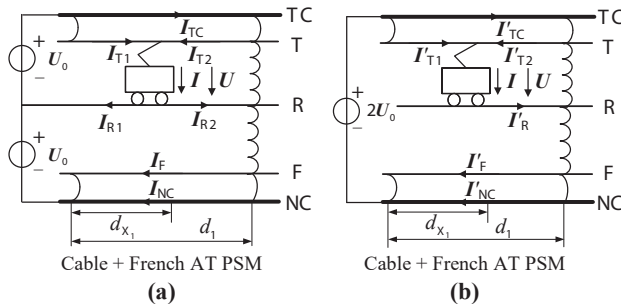 TC
I_TC
T
I_T1
I_T2
+
U_0
−
I
U
R
I_R1
I_R2
+
U_0
−
I_F
F
I_NC
NC
d_x1
d_1
Cable + French AT PSM
(a)
TC
I'_TC
T
I'_T1
I'_T2
I
U
+
2U_0
−
R
I'_R
I'_F
F
I'_NC
NC
d_x1
d_1
Cable + French AT PSM
(b)